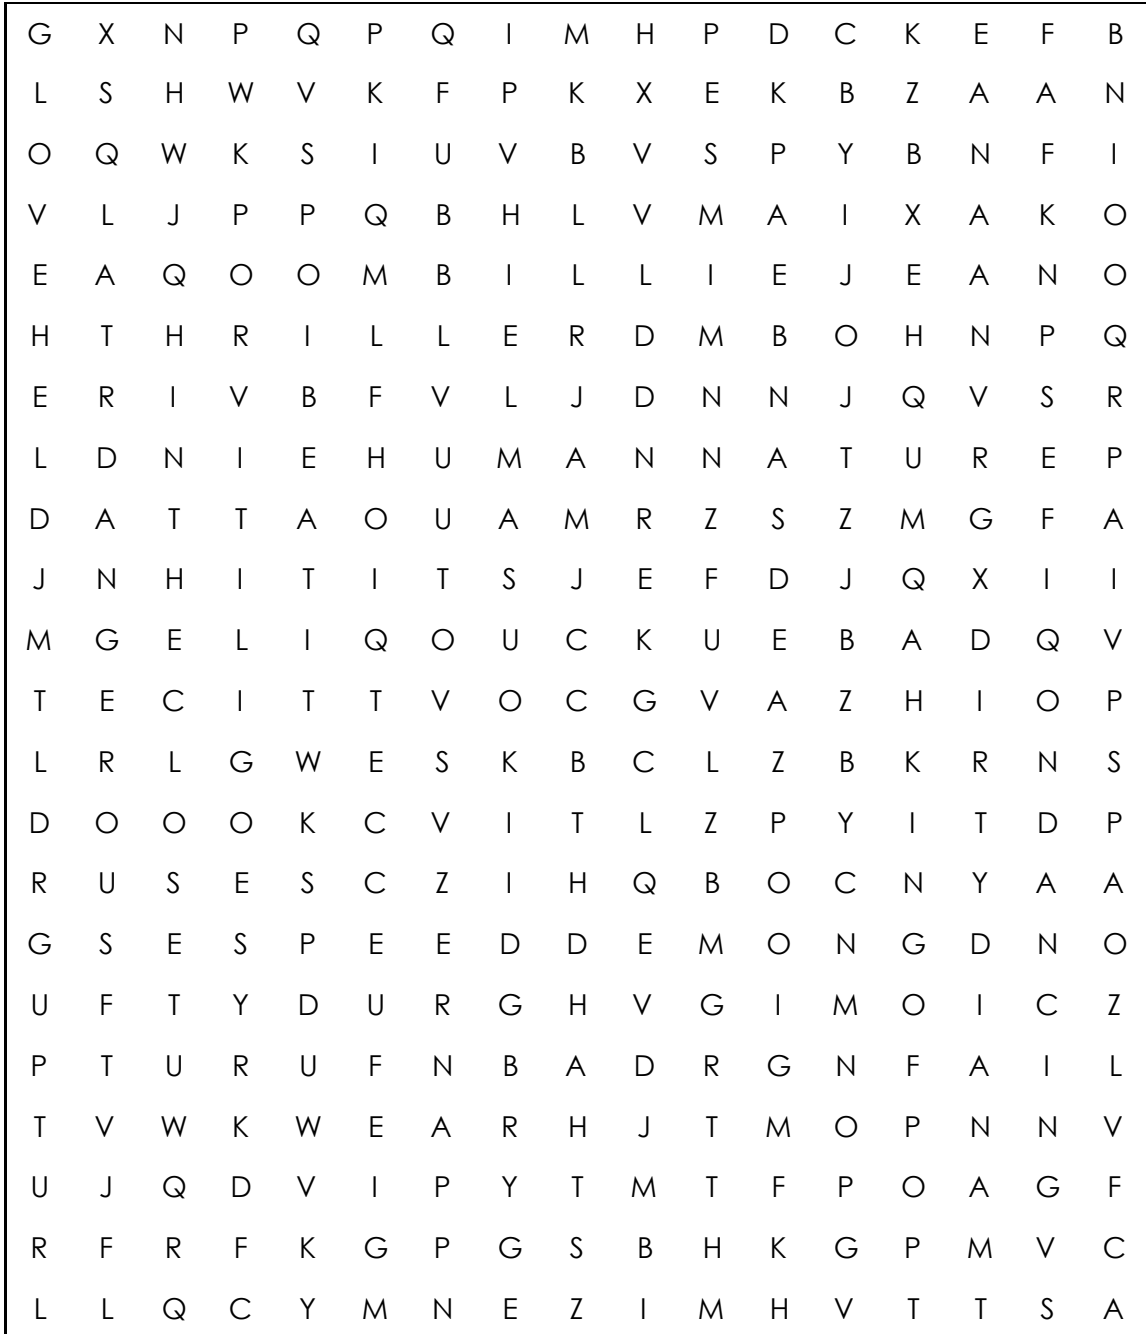 G X N P Q P Q I M H P D C K E F B
L S H W V K F P K X E K B Z A A N
O Q W K S I U V B V S P Y B N F I
V L J P P Q B H L V M A I X A K O
E A Q O O M B I L L I E J E A N O
H T H R I L L E R D M B O H N P Q
E R I V B F V L J D N N J Q V S R
L D N I E H U M A N N A T U R E P
D A T T A O U A M R Z S Z M G F A
J N H I T I T S J E F D J Q X I I
M G E L I Q O U C K U E B A D Q V
T E C I T T V O C G V A Z H I O P
L R L G W E S K B C L Z B K R N S
D O O O K C V I T L Z P Y I T D P
R U S E S C Z I H Q B O C N Y A A
G S E S P E E D D E M O N G D N O
U F T Y D U R G H V G I M O I C Z
P T U R U F N B A D R G N F A I L
T V W K W E A R H J T M O P N N V
U J Q D V I P Y T M T F P O A G F
R F R F K G P G S B H K G P M V C
L L Q C Y M N E Z I M H V T T S A